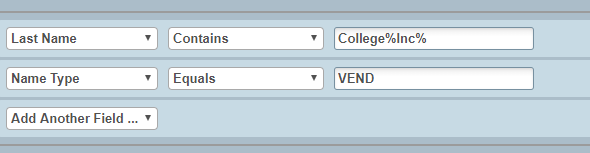 Last Name Contains College%Inc%
Name Type Equals VEND
Add Another Field ...